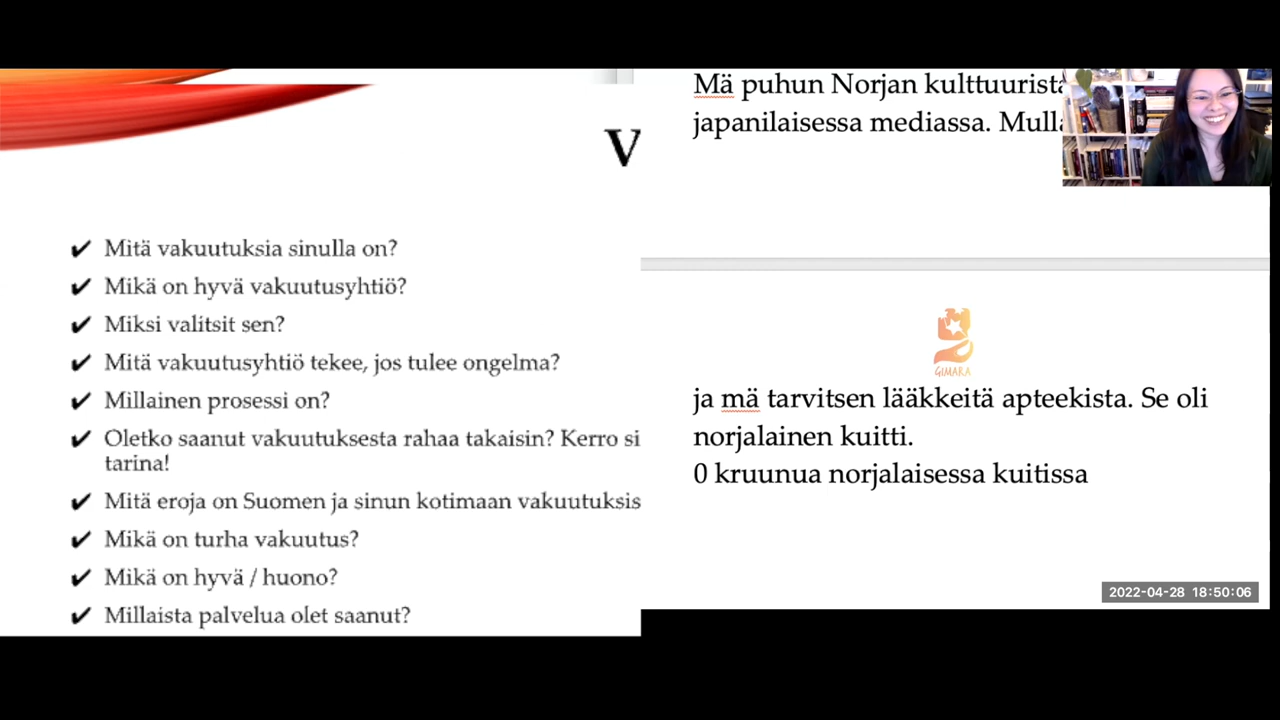 V
Mitä vakuutuksia sinulla on?
Mikä on hyvä vakuutusyhtiö?
Miksi valitsit sen?
Mitä vakuutusyhtiö tekee, jos tulee ongelma?
Millainen prosessi on?
Oletko saanut vakuutuksesta rahaa takaisin? Kerro si
tarina!
Mitä eroja on Suomen ja sinun kotimaan vakuutuksis
Mikä on turha vakuutus?
Mikä on hyvä / huono?
Millaista palvelua olet saanut?
Mä puhun Norjan kulttuurista
japanilaisessa mediassa. Mulla
GIMARA
ja mä tarvitsen lääkkeitä apteekista. Se oli
norjalainen kuitti.
0 kruunua norjalaisessa kuitissa
2022-04-28 18:50:06